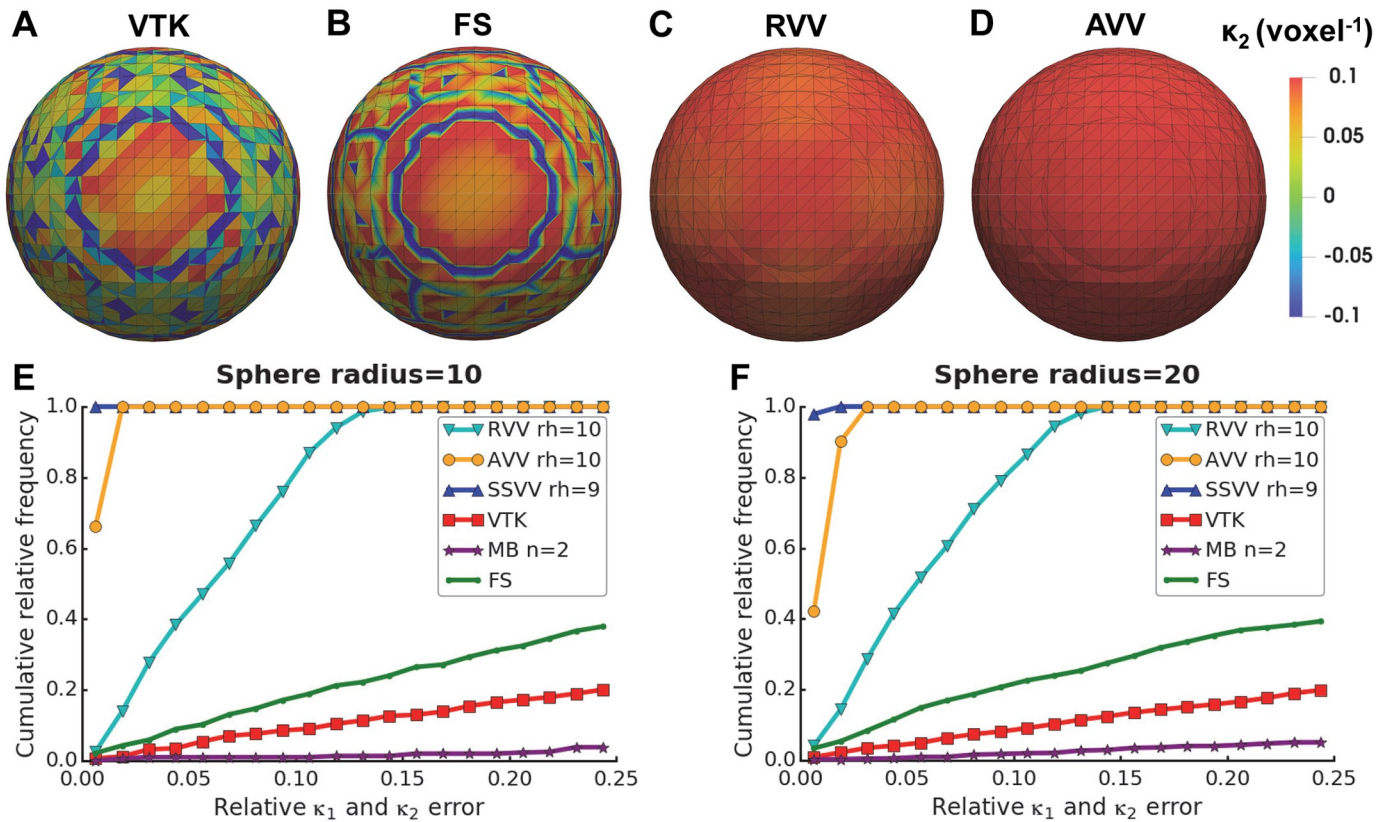 A VTK B FS C RVV D AVV κ₂ (voxel⁻¹)
0.1
0.05
0
-0.05
-0.1
E Sphere radius=10
Cumulative relative frequency
1.0
0.8
0.6
0.4
0.2
0.0
RVV rh=10
AVV rh=10
SSVV rh=9
VTK
MB n=2
FS
0.00 0.05 0.10 0.15 0.20 0.25
Relative κ₁ and κ₂ error
F Sphere radius=20
Cumulative relative frequency
1.0
0.8
0.6
0.4
0.2
0.0
RVV rh=10
AVV rh=10
SSVV rh=9
VTK
MB n=2
FS
0.00 0.05 0.10 0.15 0.20 0.25
Relative κ₁ and κ₂ error